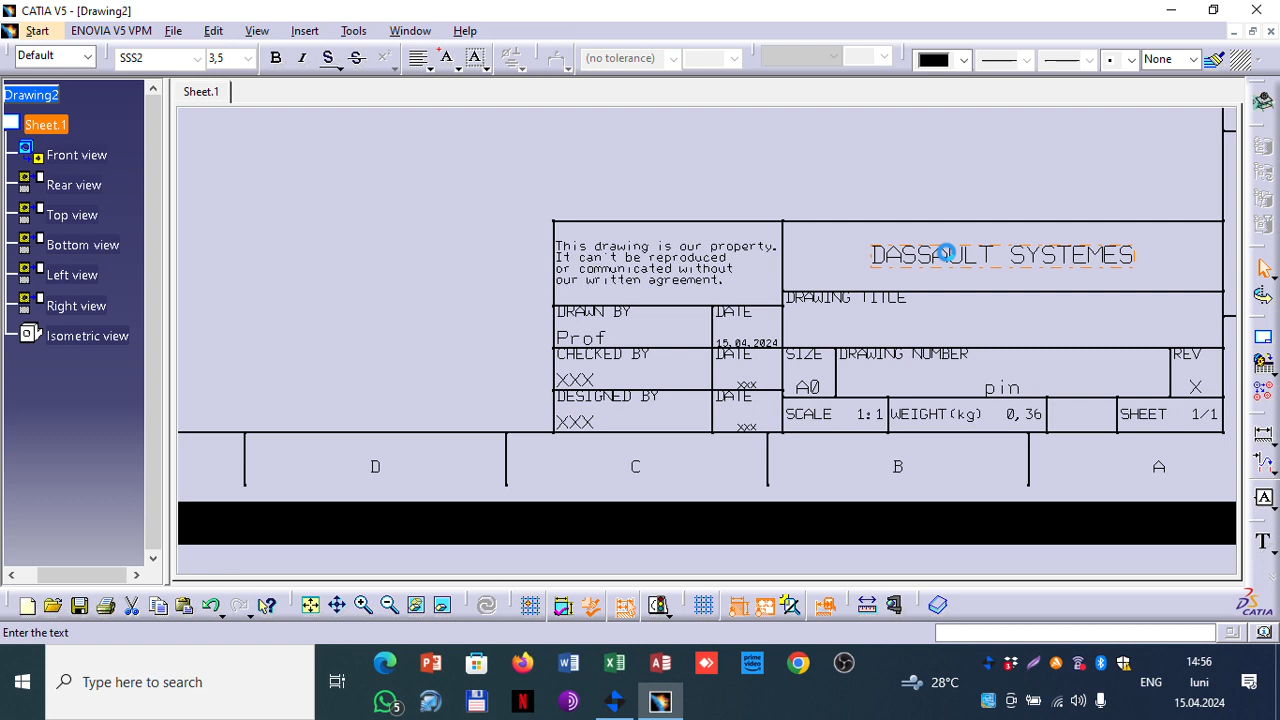 CATIA V5 - [Drawing2]
Start ENOVIA V5 VPM File Edit View Insert Tools Window Help
Default SSS2 3,5 B I S S (no tolerance) None
Drawing2
Sheet.1
Front view
Rear view
Top view
Bottom view
Left view
Right view
Isometric view
Sheet.1
This drawing is our property.
It can't be reproduced
or communicated without
our written agreement.
DASSAULT SYSTEMES
DRAWING TITLE
DRAWN BY DATE
Prof 15.04.2024
CHECKED BY DATE
XXX xxx
DESIGNED BY DATE
XXX xxx
SIZE DRAWING NUMBER REV
A0 pin X
SCALE 1:1 WEIGHT(kg) 0,36 SHEET 1/1
D C B A
CATIA
Enter the text
Type here to search
prime video
5
28°C
ENG
14:56
luni
15.04.2024